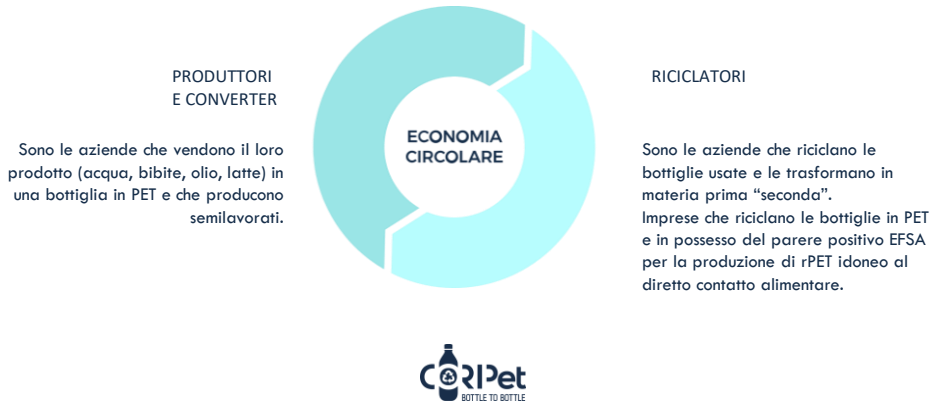 PRODUTTORI
E CONVERTER
Sono le aziende che vendono il loro
prodotto (acqua, bibite, olio, latte) in
una bottiglia in PET e che producono
semilavorati.
ECONOMIA
CIRCOLARE
RICICLATORI
Sono le aziende che riciclano le
bottiglie usate e le trasformano in
materia prima “seconda”.
Imprese che riciclano le bottiglie in PET
e in possesso del parere positivo EFSA
per la produzione di rPET idoneo al
diretto contatto alimentare.
CORIPet
BOTTLE TO BOTTLE